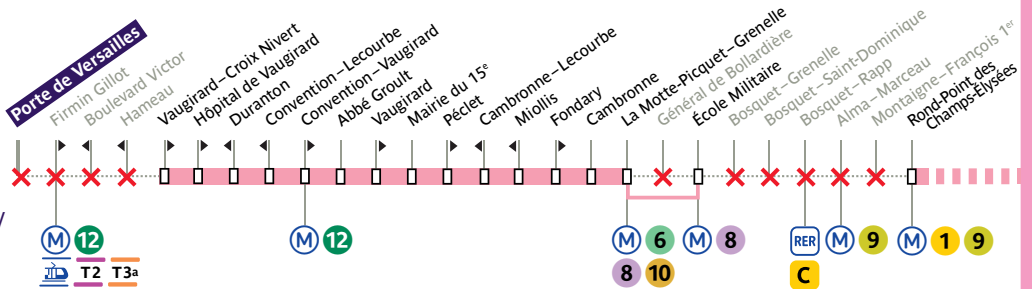 Porte de Versailles
Firmin Gillot
Boulevard Victor
Hameau
Vaugirard – Croix Nivert
Hôpital de Vaugirard
Duranton
Convention – Lecourbe
Convention – Vaugirard
Abbé Groult
Vaugirard
Mairie du 15e
Péclet
Cambronne – Lecourbe
Miollis
Fondary
Cambronne
La Motte-Picquet – Grenelle
Général de Bollardière
École Militaire
Bosquet – Grenelle
Bosquet – Saint-Dominique
Bosquet – Rapp
Alma – Marceau
Montaigne – François 1er
Rond-Point des
Champs-Élysées
M 12
T2 T3a
M 12
M 6
8 10
M 8
RER
C
M 9
M 1 9